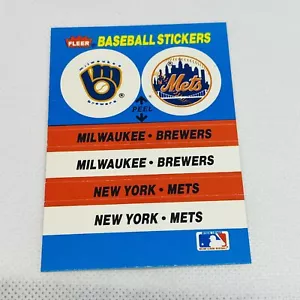 FLEER BASEBALL STICKERS
milwaukee
brewers
Mets
PEEL
MILWAUKEE • BREWERS
MILWAUKEE • BREWERS
NEW YORK • METS
NEW YORK • METS